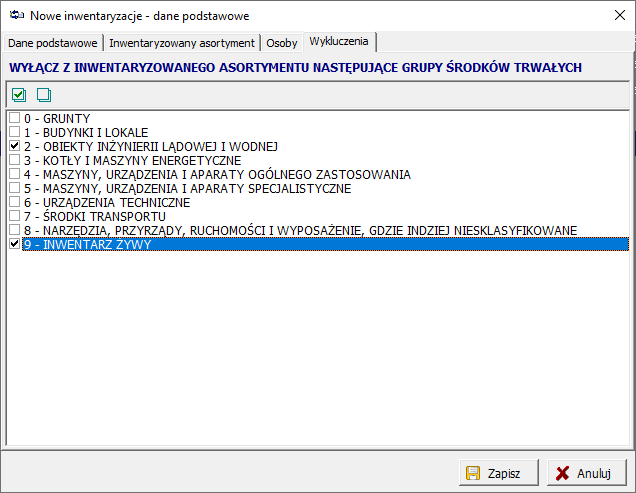 Nowe inwentaryzacje - dane podstawowe
Dane podstawowe
Inwentaryzowany asortyment
Osoby
Wykluczenia
WYŁĄCZ Z INWENTARYZOWANEGO ASORTYMENTU NASTĘPUJĄCE GRUPY ŚRODKÓW TRWAŁYCH
0 - GRUNTY
1 - BUDYNKI I LOKALE
2 - OBIEKTY INŻYNIERII LĄDOWEJ I WODNEJ
3 - KOTŁY I MASZYNY ENERGETYCZNE
4 - MASZYNY, URZĄDZENIA I APARATY OGÓLNEGO ZASTOSOWANIA
5 - MASZYNY, URZĄDZENIA I APARATY SPECJALISTYCZNE
6 - URZĄDZENIA TECHNICZNE
7 - ŚRODKI TRANSPORTU
8 - NARZĘDZIA, PRZYRZĄDY, RUCHOMOŚCI I WYPOSAŻENIE, GDZIE INDZIEJ NIESKLASYFIKOWANE
9 - INWENTARZ ŻYWY
Zapisz
Anuluj